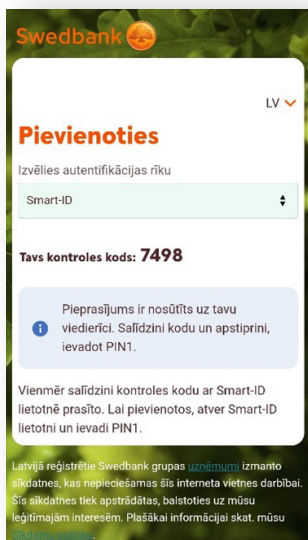 Swedbank
LV
Pievienoties
Izvēlies autentifikācijas rīku
Smart-ID
Tavs kontroles kods: 7498
Pieprasījums ir nosūtīts uz tavu
viedierīci. Salīdzini kodu un apstiprini,
ievadot PIN1.
Vienmēr salīdzini kontroles kodu ar Smart-ID
lietotnē prasīto. Lai pievienotos, atver Smart-ID
lietotni un ievadi PIN1.
Latvijā reģistrētie Swedbank grupas uzņēmumi izmanto
sīkdatnes, kas nepieciešamas šīs interneta vietnes darbībai.
Šīs sīkdatnes tiek apstrādātas, balstoties uz mūsu
leģitīmajām interesēm. Plašākai informācijai skat. mūsu